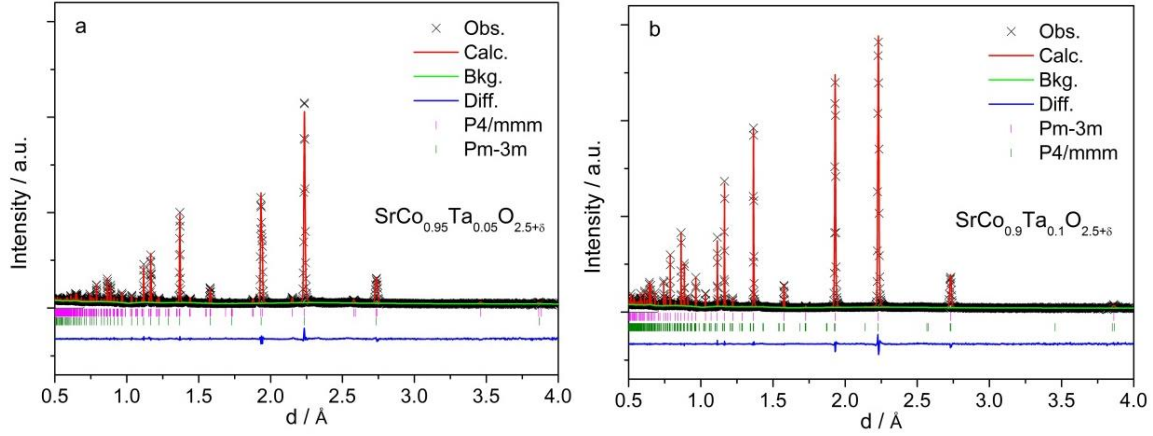 a
Obs.
Calc.
Bkg.
Diff.
P4/mmm
Pm-3m
SrCo0.95Ta0.05O2.5+δ
Intensity / a.u.
0.5 1.0 1.5 2.0 2.5 3.0 3.5 4.0
d / Å
b
Obs.
Calc.
Bkg.
Diff.
Pm-3m
P4/mmm
SrCo0.9Ta0.1O2.5+δ
Intensity / a.u.
0.5 1.0 1.5 2.0 2.5 3.0 3.5 4.0
d / Å